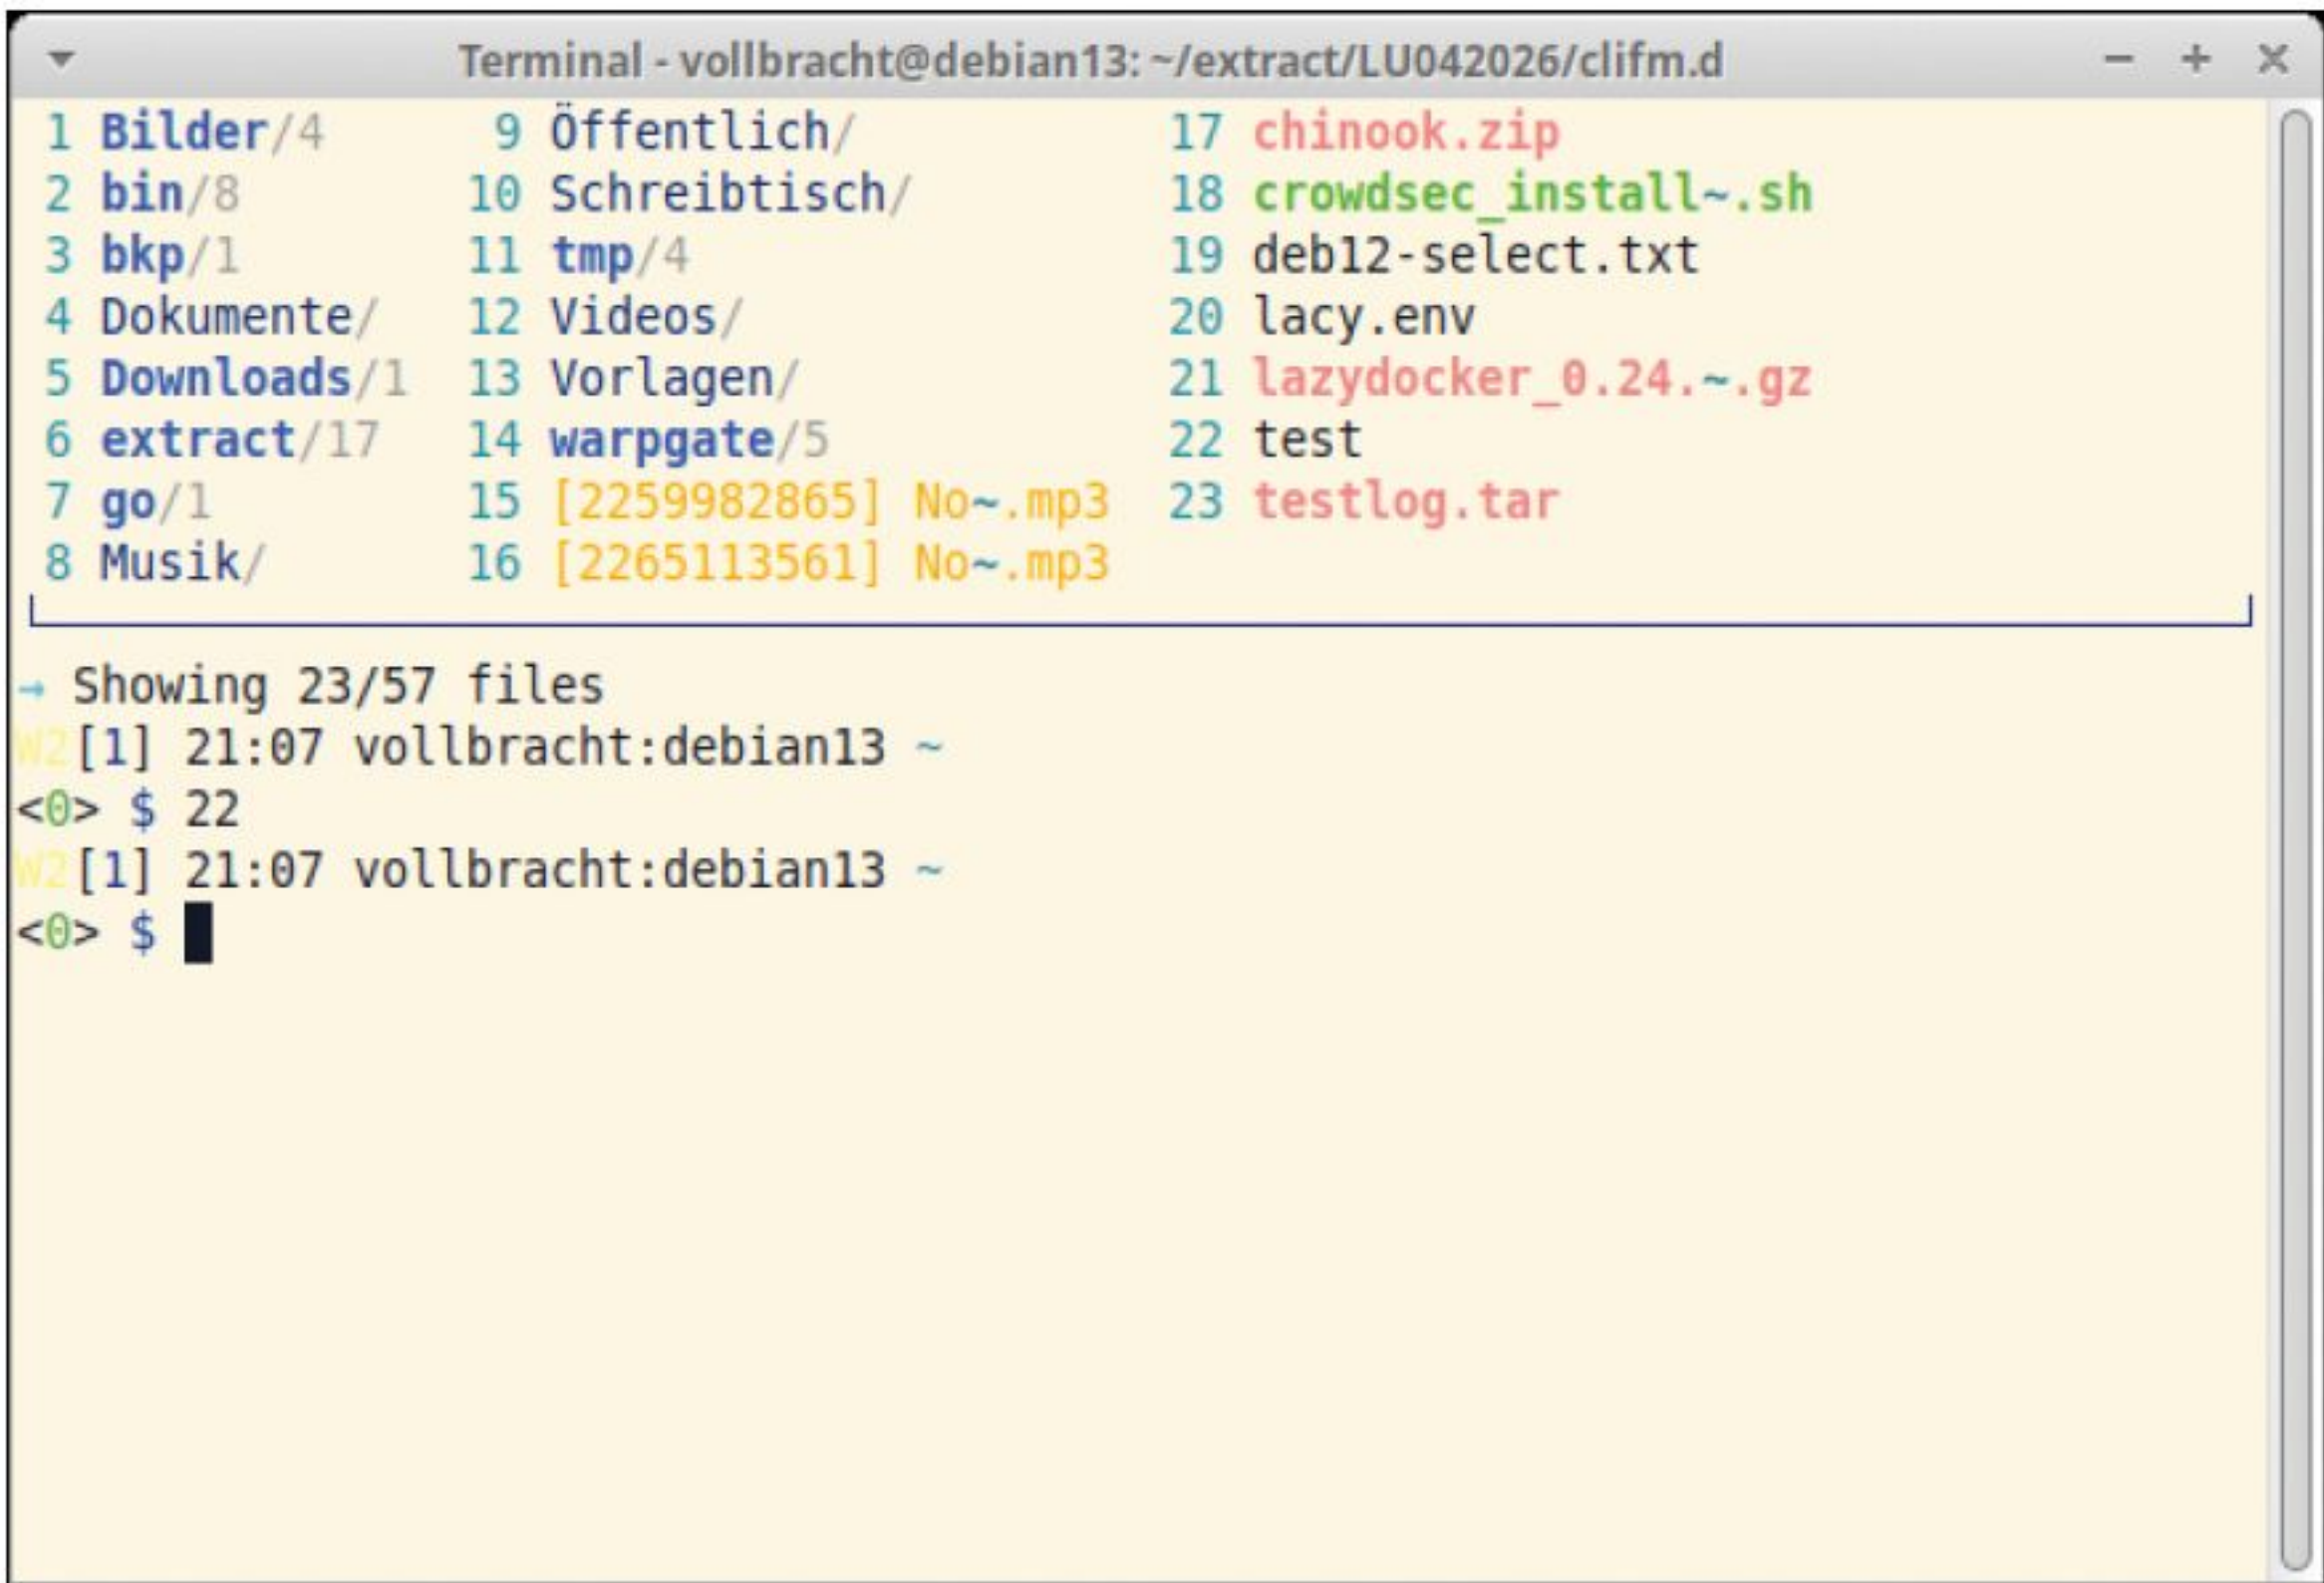 Terminal - vollbracht@debian13: ~/extract/LU042026/clifm.d
1 Bilder/4 9 Öffentlich/ 17 chinook.zip
2 bin/8 10 Schreibtisch/ 18 crowdsec_install~.sh
3 bkp/1 11 tmp/4 19 deb12-select.txt
4 Dokumente/ 12 Videos/ 20 lacy.env
5 Downloads/1 13 Vorlagen/ 21 lazydocker_0.24.~.gz
6 extract/17 14 warpgate/5 22 test
7 go/1 15 [2259982865] No~.mp3 23 testlog.tar
8 Musik/ 16 [2265113561] No~.mp3
→ Showing 23/57 files
W2[1] 21:07 vollbracht:debian13 ~
<0> $ 22
W2[1] 21:07 vollbracht:debian13 ~
<0> $